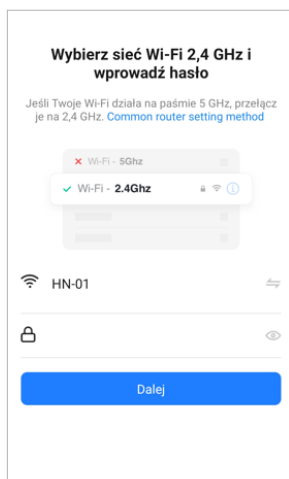 Wybierz sieć Wi-Fi 2,4 GHz i
wprowadź hasło
Jeśli Twoje Wi-Fi działa na paśmie 5 GHz, przełącz
je na 2,4 GHz. Common router setting method
Wi-Fi - 5Ghz
Wi-Fi - 2.4Ghz
HN-01
Dalej